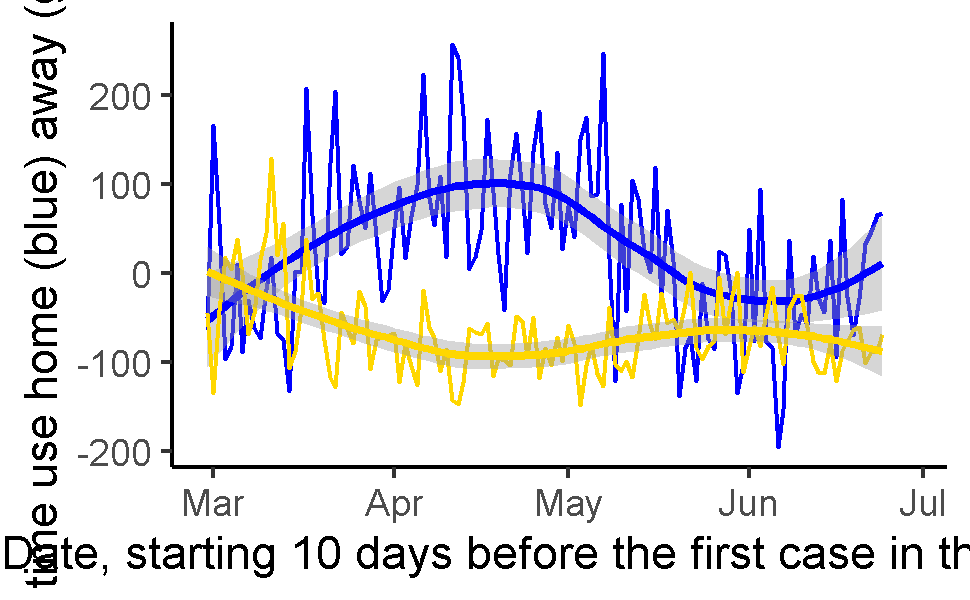 time use home (blue) away (
200
100
0
-100
-200
Mar Apr May Jun Jul
Date, starting 10 days before the first case in th